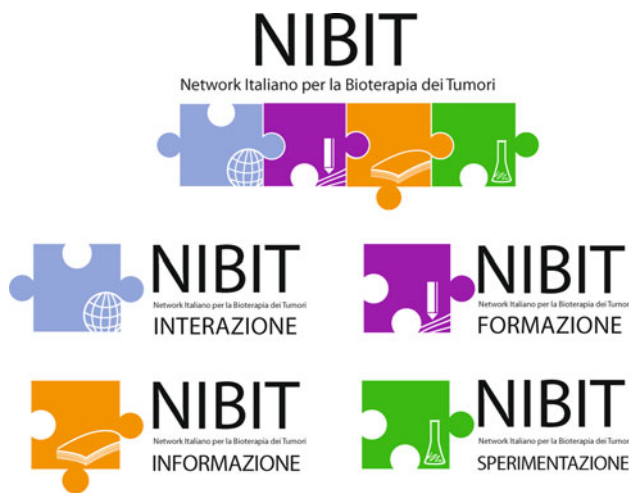 NIBIT
Network Italiano per la Bioterapia dei Tumori
NIBIT
Network Italiano per la Bioterapia dei Tumori
INTERAZIONE
NIBIT
Network Italiano per la Bioterapia dei Tumori
FORMAZIONE
NIBIT
Network Italiano per la Bioterapia dei Tumori
INFORMAZIONE
NIBIT
Network Italiano per la Bioterapia dei Tumori
SPERIMENTAZIONE